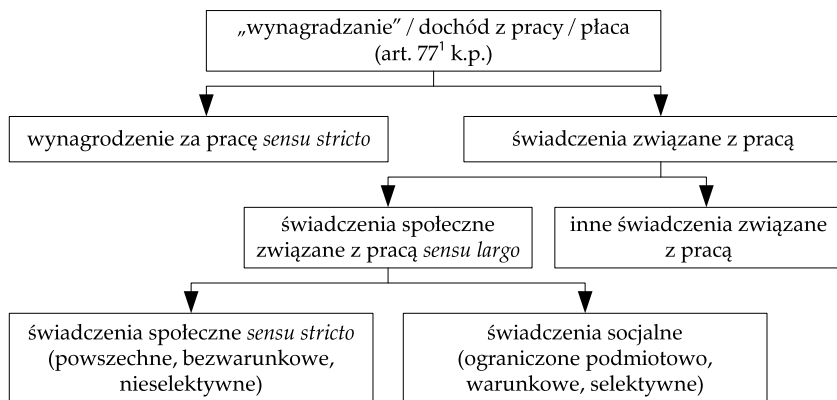 „wynagradzanie” / dochód z pracy / płaca
(art. 77¹ k.p.)
wynagrodzenie za pracę sensu stricto
świadczenia związane z pracą
świadczenia społeczne
związane z pracą sensu largo
inne świadczenia związane
z pracą
świadczenia społeczne sensu stricto
(powszechne, bezwarunkowe,
nieselektywne)
świadczenia socjalne
(ograniczone podmiotowo,
warunkowe, selektywne)